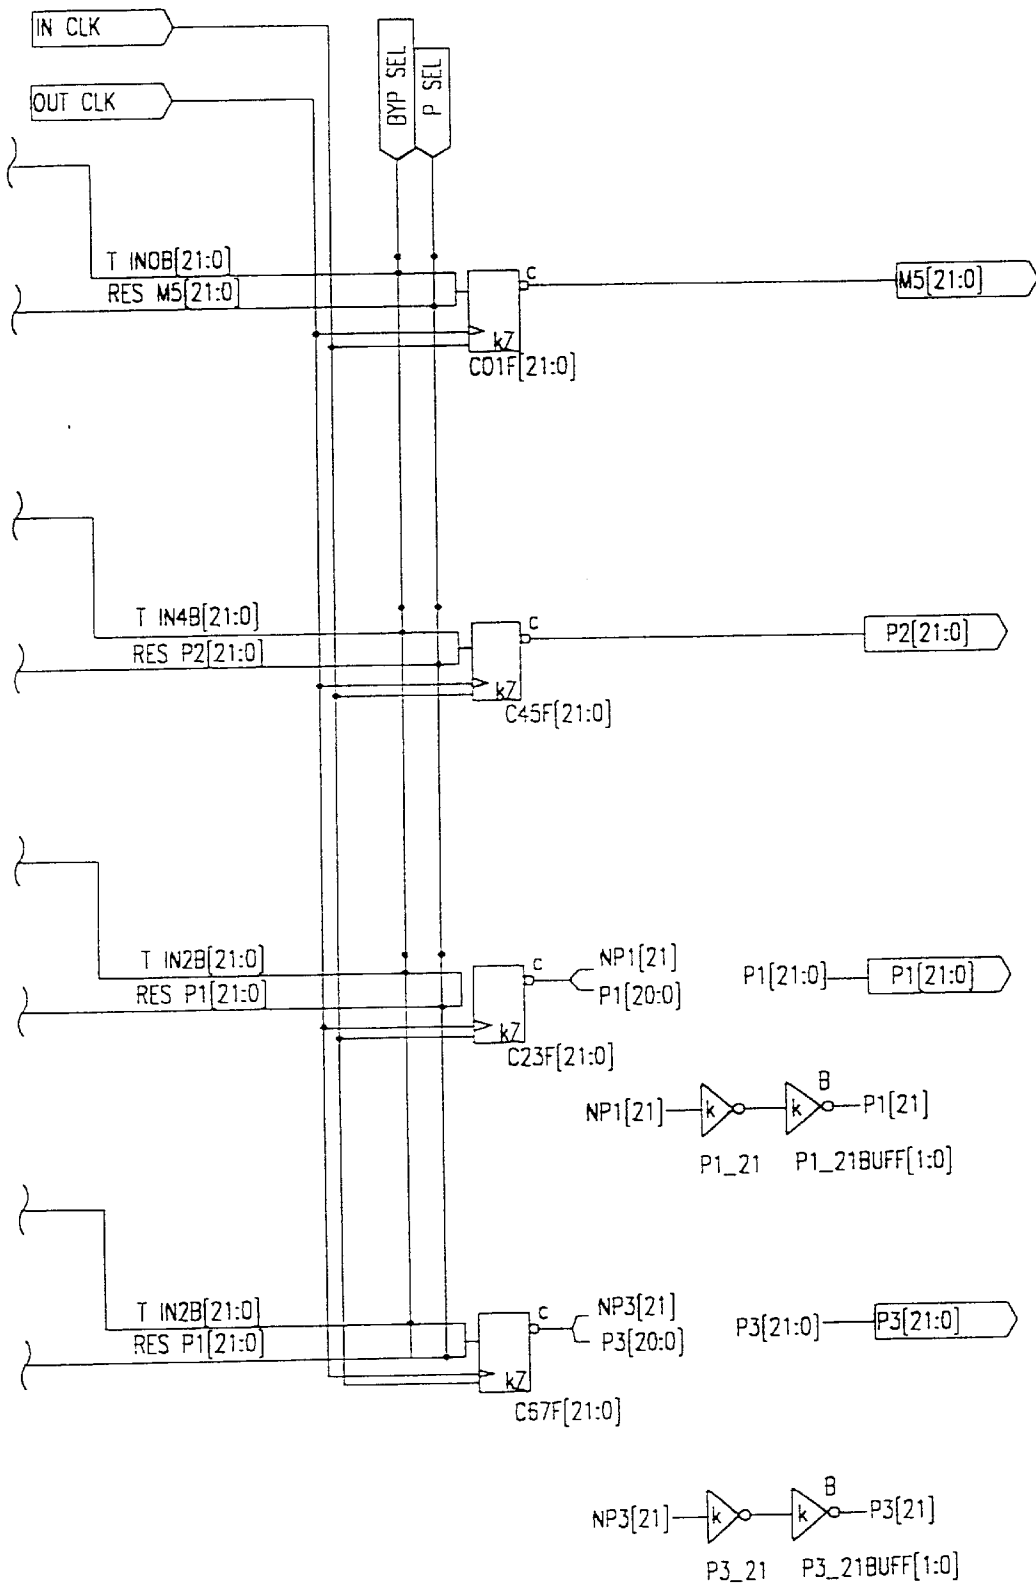 IN CLK
OUT CLK
BYP SEL
P SEL
T IN0B[21:0]
RES M5[21:0]
C
k7
C01F[21:0]
M5[21:0]
T IN4B[21:0]
RES P2[21:0]
C
k7
C45F[21:0]
P2[21:0]
T IN2B[21:0]
RES P1[21:0]
C
k7
C23F[21:0]
NP1[21]
P1[20:0]
P1[21:0]
P1[21:0]
NP1[21]
k
k
B
P1[21]
P1_21
P1_21BUFF[1:0]
T IN2B[21:0]
RES P1[21:0]
C
k7
C67F[21:0]
NP3[21]
P3[20:0]
P3[21:0]
P3[21:0]
NP3[21]
k
k
B
P3[21]
P3_21
P3_21BUFF[1:0]